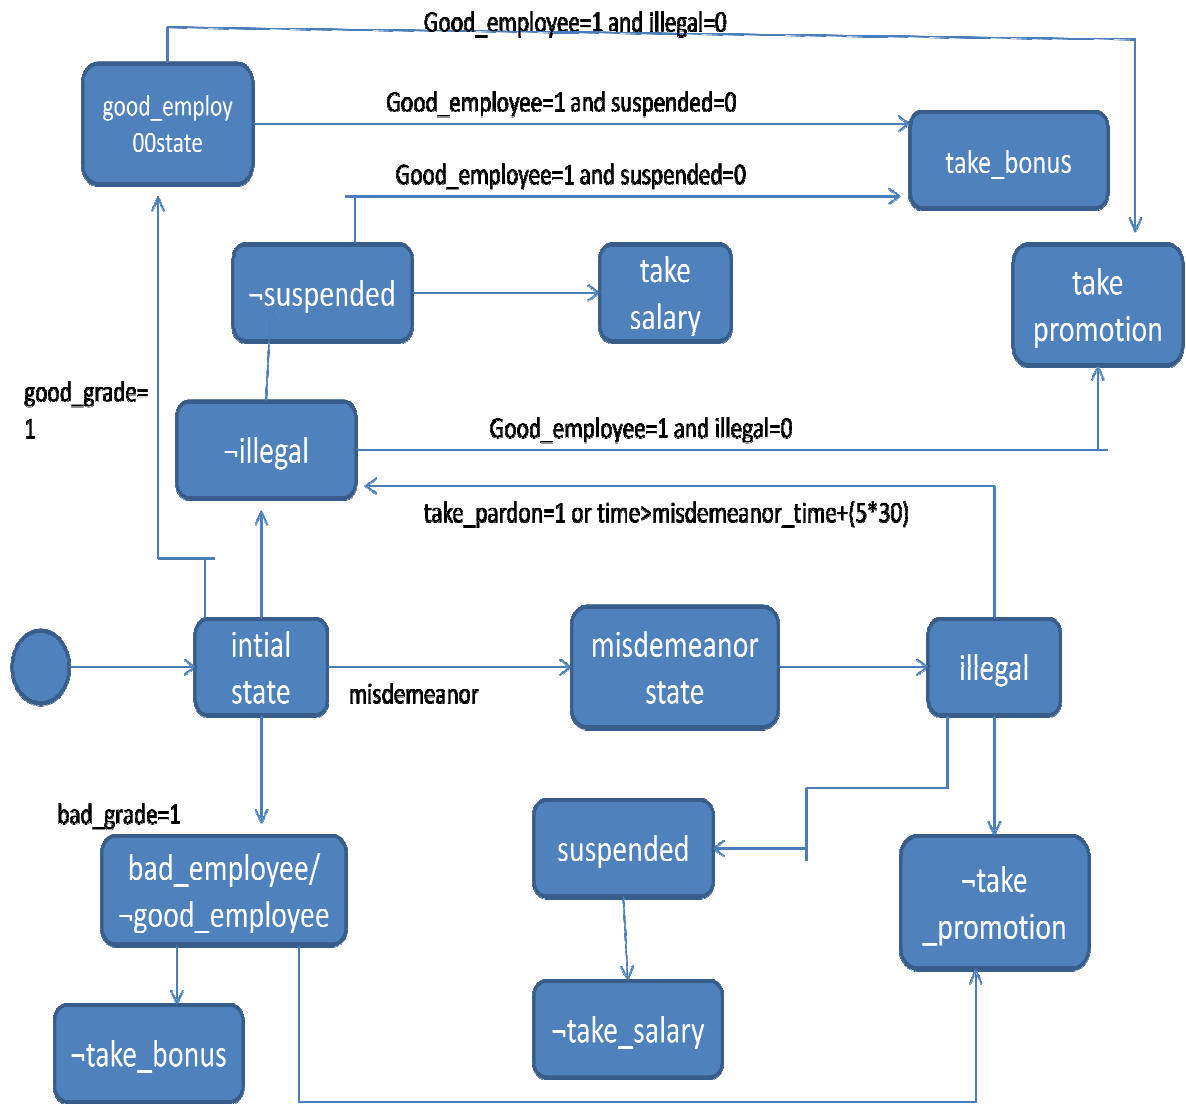 Good_employee=1 and illegal=0
good_employ
00state
Good_employee=1 and suspended=0
take_bonus
Good_employee=1 and suspended=0
¬suspended
take
salary
take
promotion
good_grade=
1
¬illegal
Good_employee=1 and illegal=0
take_pardon=1 or time>misdemeanor_time+(5*30)
intial
state
misdemeanor
misdemeanor
state
illegal
bad_grade=1
bad_employee/
¬good_employee
suspended
¬take
_promotion
¬take_bonus
¬take_salary